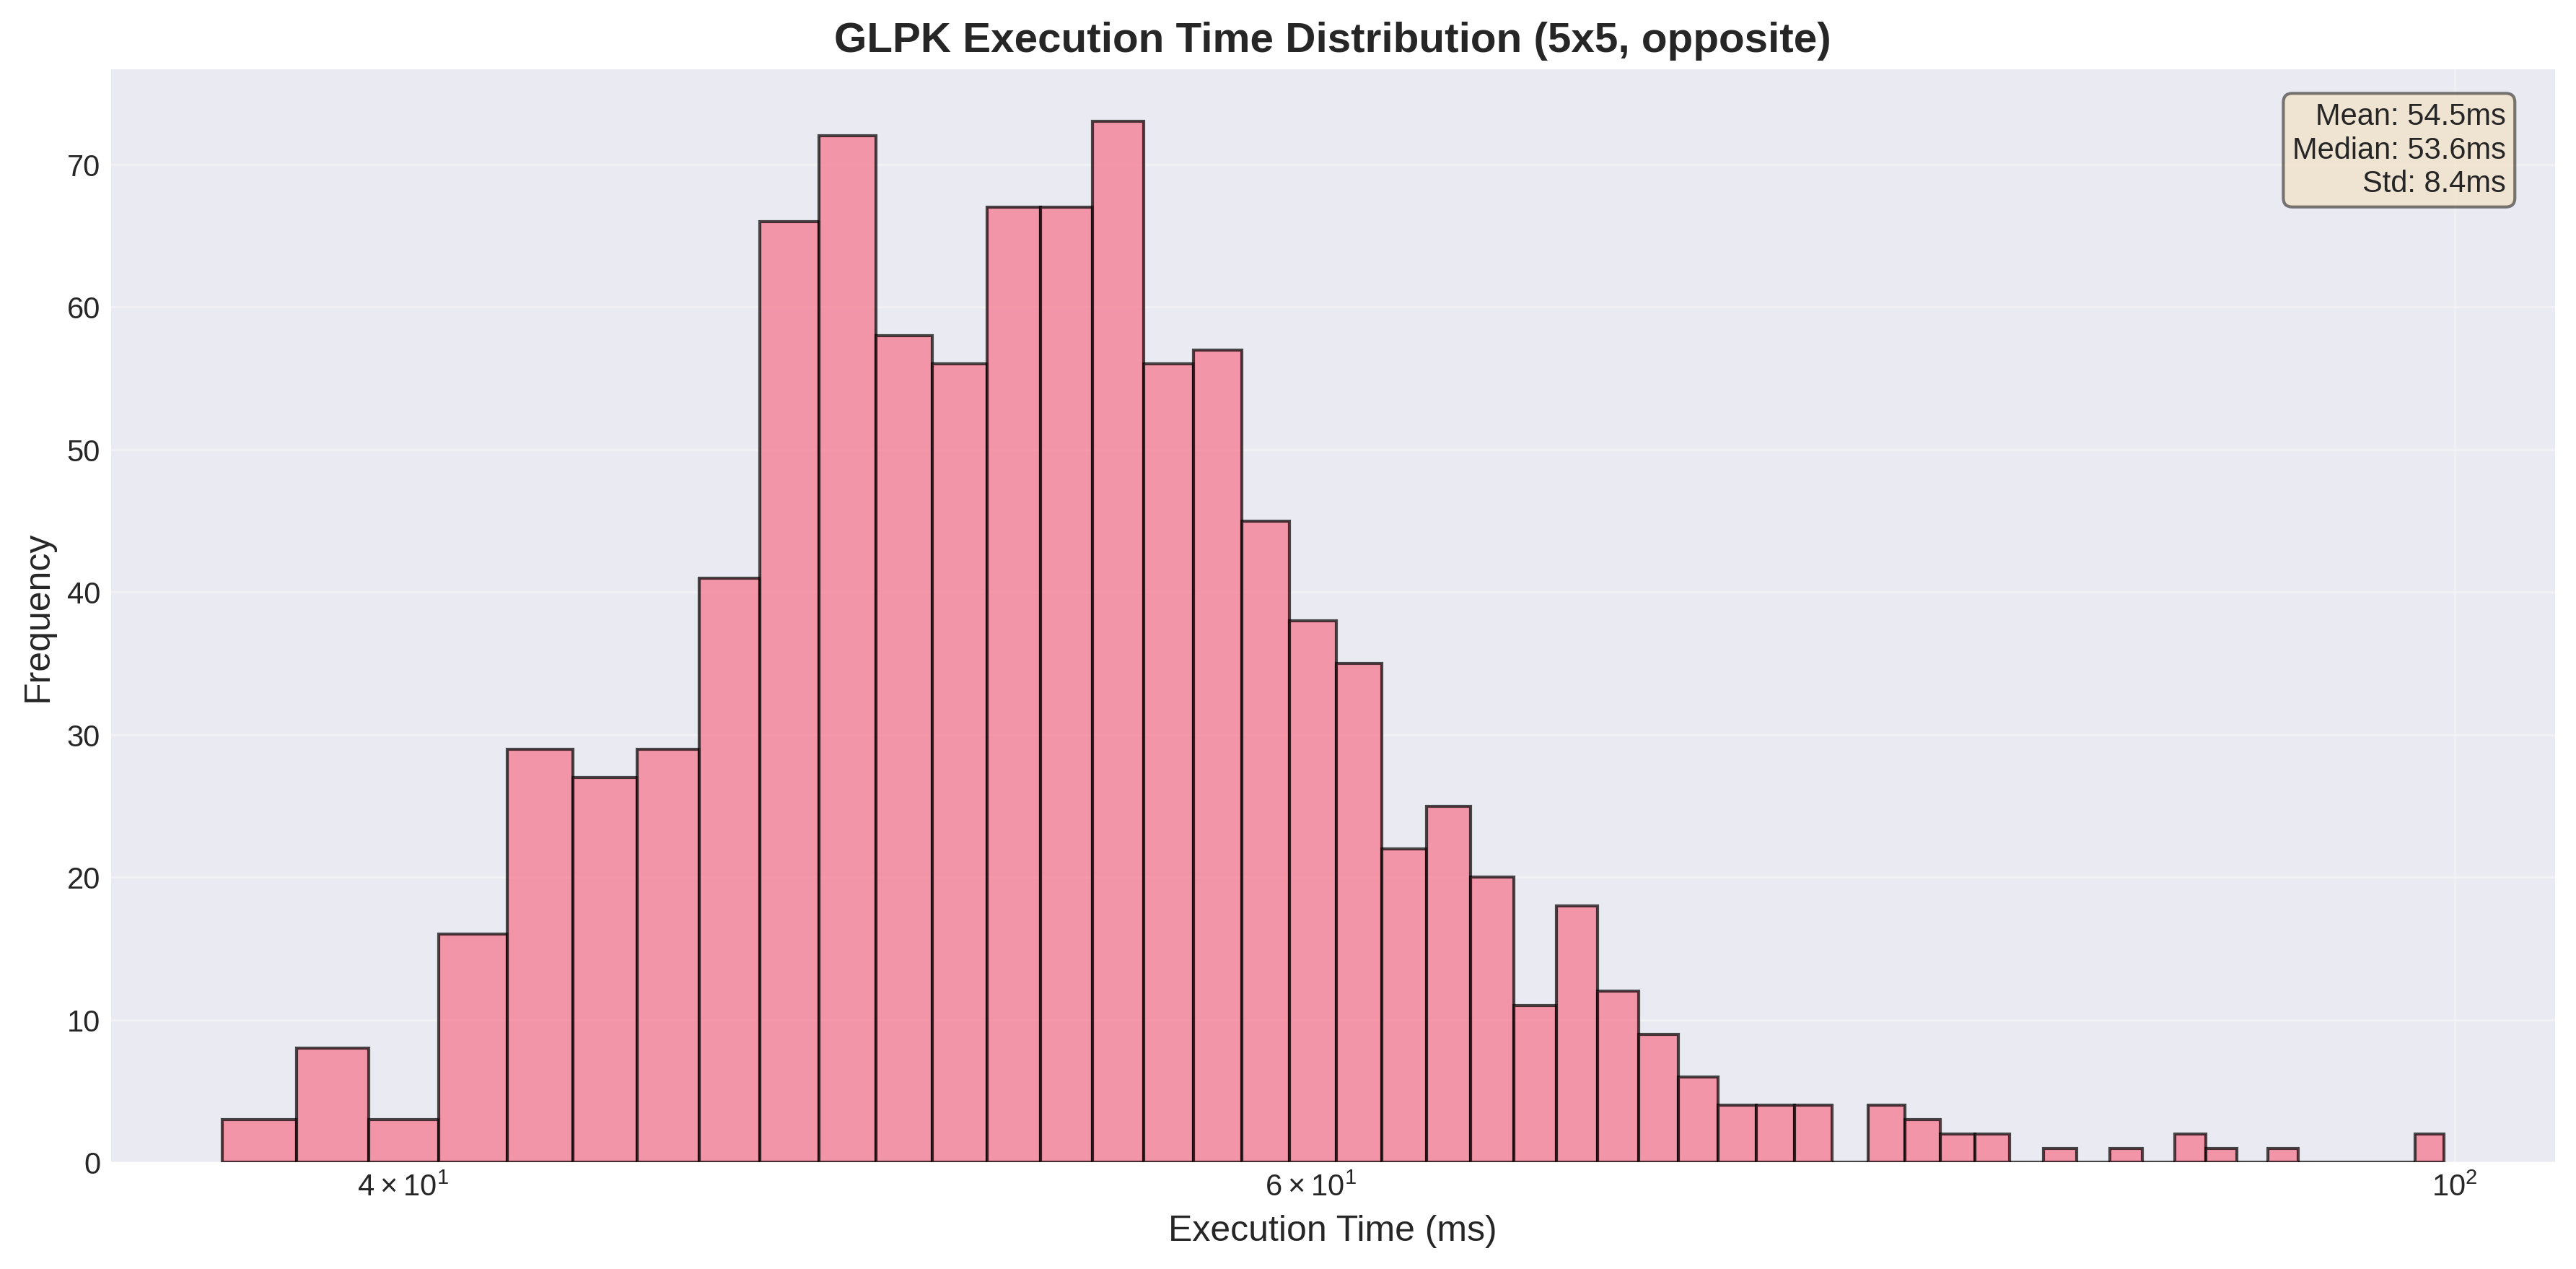 GLPK Execution Time Distribution (5x5, opposite)
Mean: 54.5ms
Median: 53.6ms
Std: 8.4ms
Frequency
70
60
50
40
30
20
10
0
4 × 10¹
6 × 10¹
10²
Execution Time (ms)